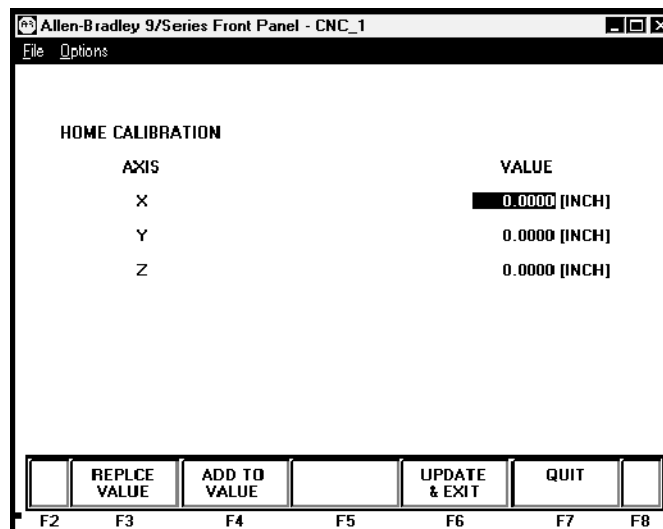 Allen-Bradley 9/Series Front Panel - CNC_1
File Options
HOME CALIBRATION
AXIS VALUE
X 0.0000 [INCH]
Y 0.0000 [INCH]
Z 0.0000 [INCH]
REPLCE VALUE ADD TO VALUE UPDATE & EXIT QUIT
F2 F3 F4 F5 F6 F7 F8